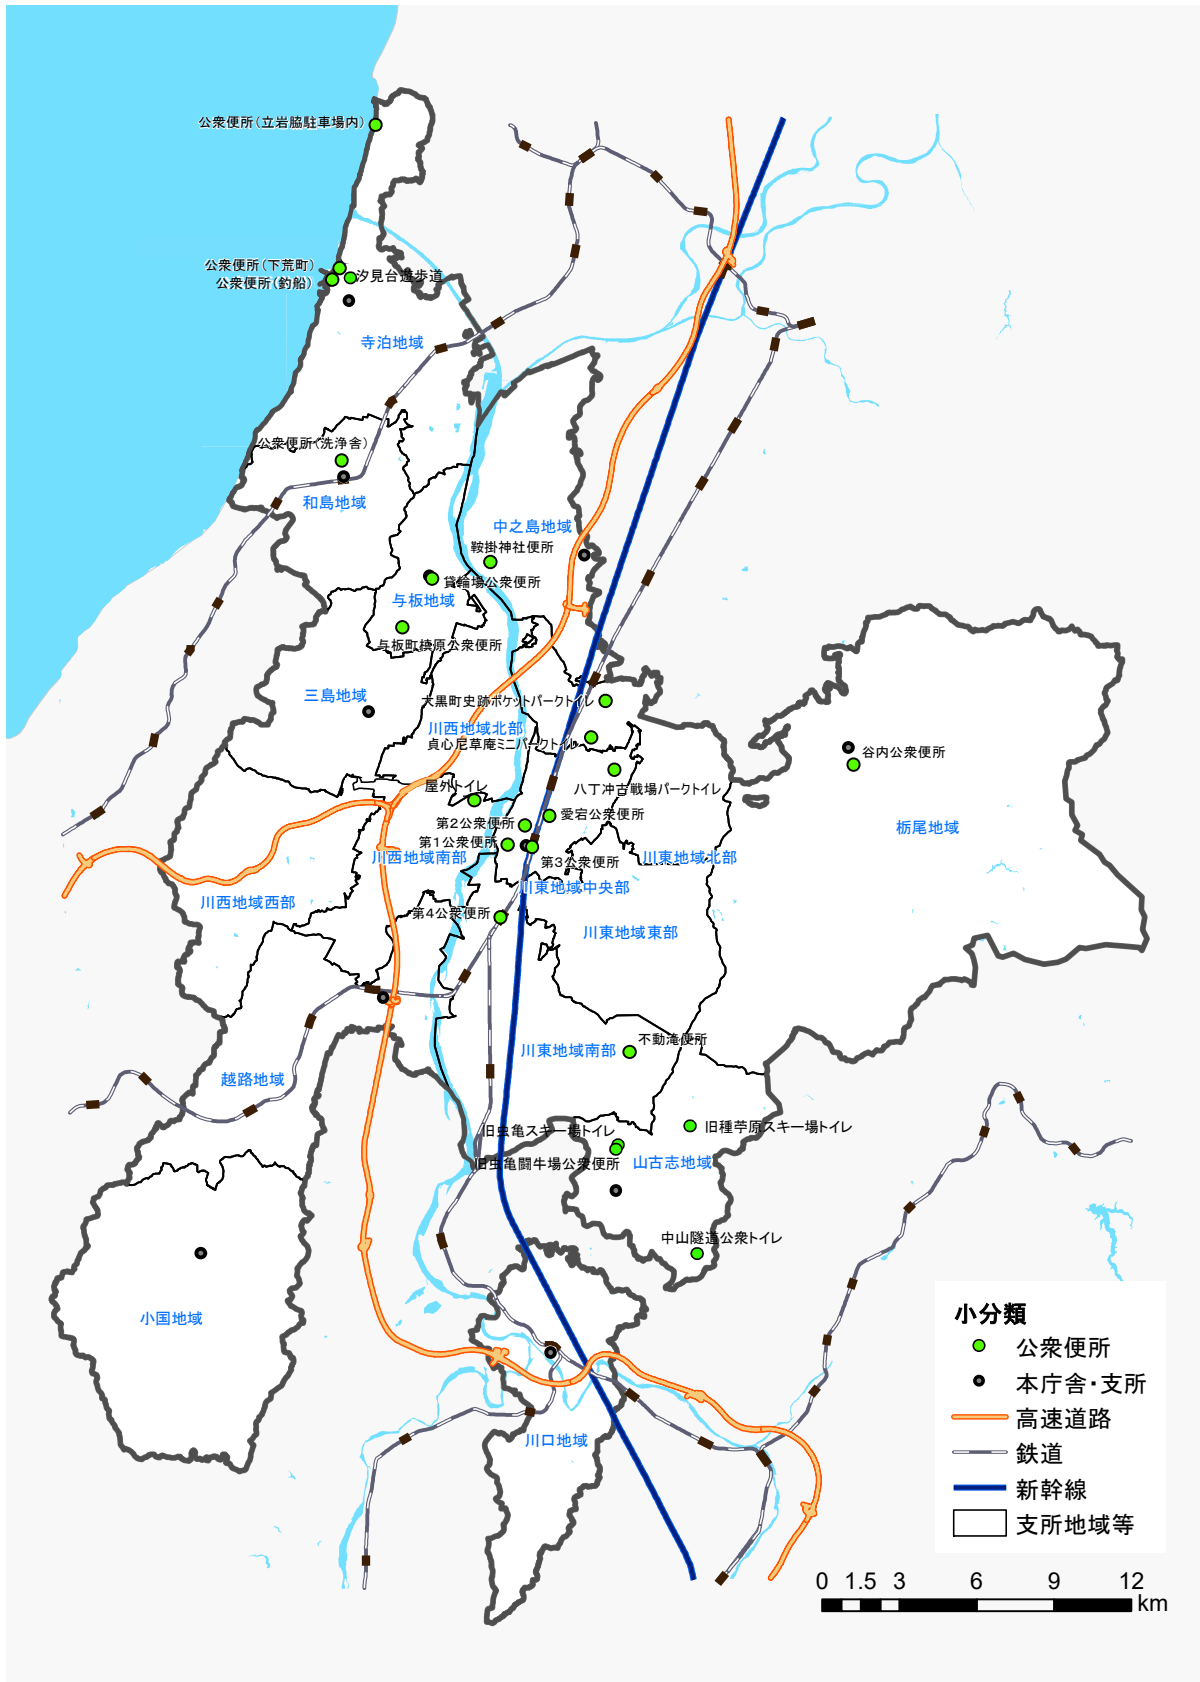 公衆便所(立岩脇駐車場内)
公衆便所(下荒町)
汐見台遊歩道
公衆便所(釣船)
寺泊地域
公衆便所(洗浄舎)
和島地域
中之島地域
鞍掛神社便所
貸輪場公衆便所
与板地域
与板町槙原公衆便所
三島地域
大黒町史跡ポケットパークトイレ
川西地域北部
貞心尼草庵ミニパークトイレ
谷内公衆便所
八丁沖古戦場パークトイレ
屋外トイレ
愛宕公衆便所
第2公衆便所
栃尾地域
第1公衆便所
川西地域南部
第3公衆便所
川東地域北部
川東地域中央部
川西地域西部
第4公衆便所
川東地域東部
不動滝便所
川東地域南部
越路地域
旧種苧原スキー場トイレ
旧虫亀スキー場トイレ
旧虫亀闘牛場公衆便所
山古志地域
中山隧道公衆トイレ
小国地域
川口地域
小分類
公衆便所
本庁舎・支所
高速道路
鉄道
新幹線
支所地域等
0 1.5 3 6 9 12
km